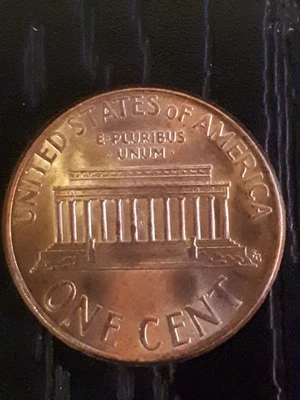 UNITED STATES OF AMERICA
E·PLURIBUS
·UNUM·
ONE CENT